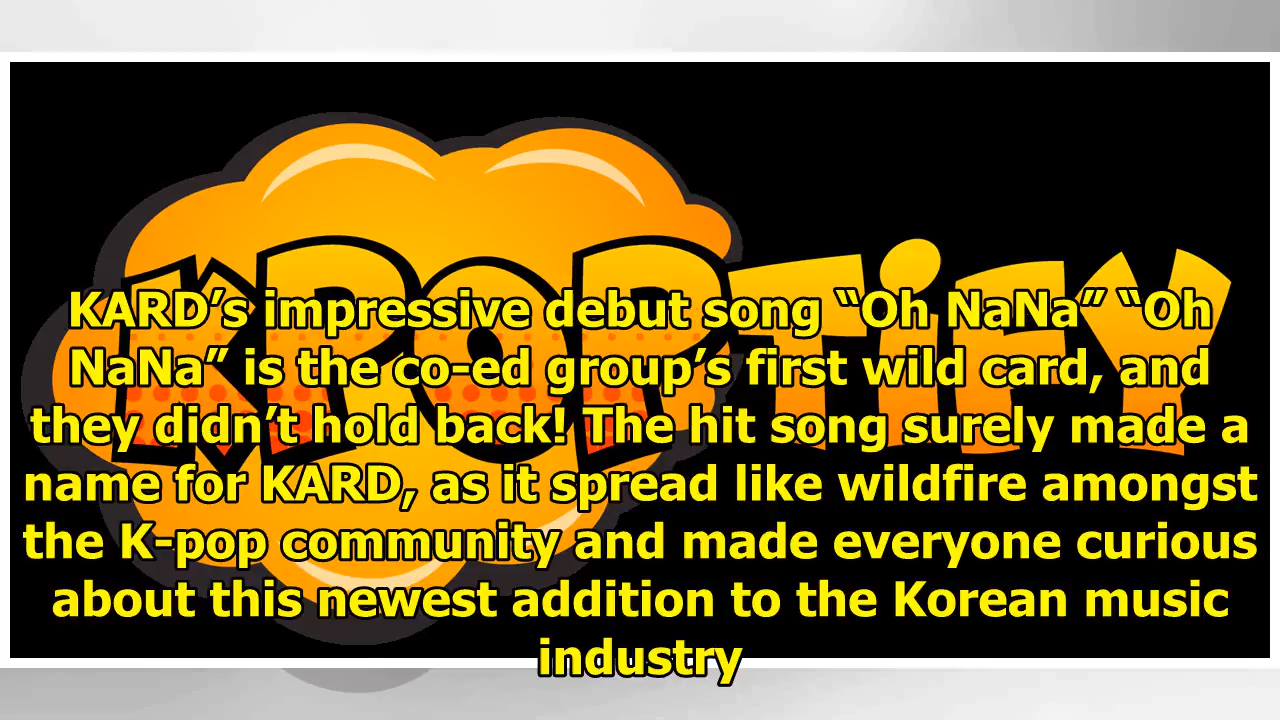 KPOPTiFY
KARD’s impressive debut song “Oh NaNa” “Oh
NaNa” is the co-ed group’s first wild card, and
they didn’t hold back! The hit song surely made a
name for KARD, as it spread like wildfire amongst
the K-pop community and made everyone curious
about this newest addition to the Korean music
industry